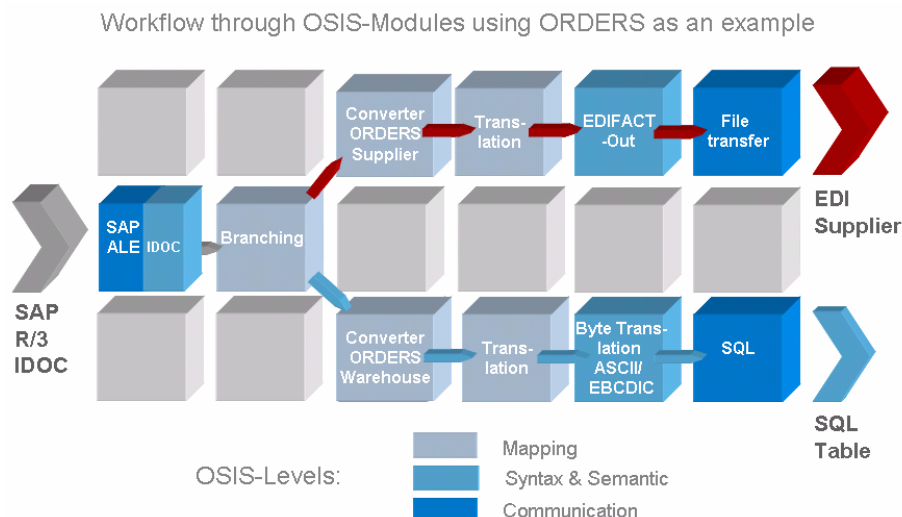 Workflow through OSIS-Modules using ORDERS as an example
Converter
ORDERS
Supplier
Trans-
lation
EDIFACT
-Out
File
transfer
EDI
Supplier
SAP
ALE
IDOC
Branching
SAP
R/3
IDOC
Converter
ORDERS
Warehouse
Trans-
lation
Byte Trans-
lation
ASCII/
EBCDIC
SQL
SQL
Table
OSIS-Levels:
Mapping
Syntax & Semantic
Communication